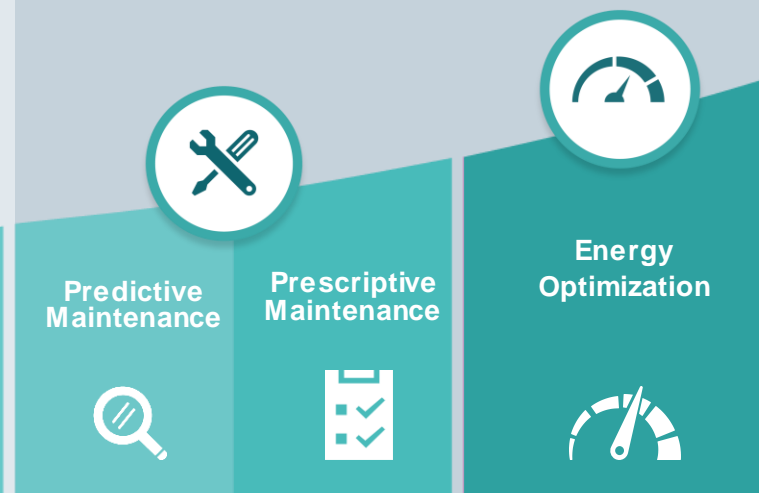 Predictive
Maintenance
Prescriptive
Maintenance
Energy
Optimization